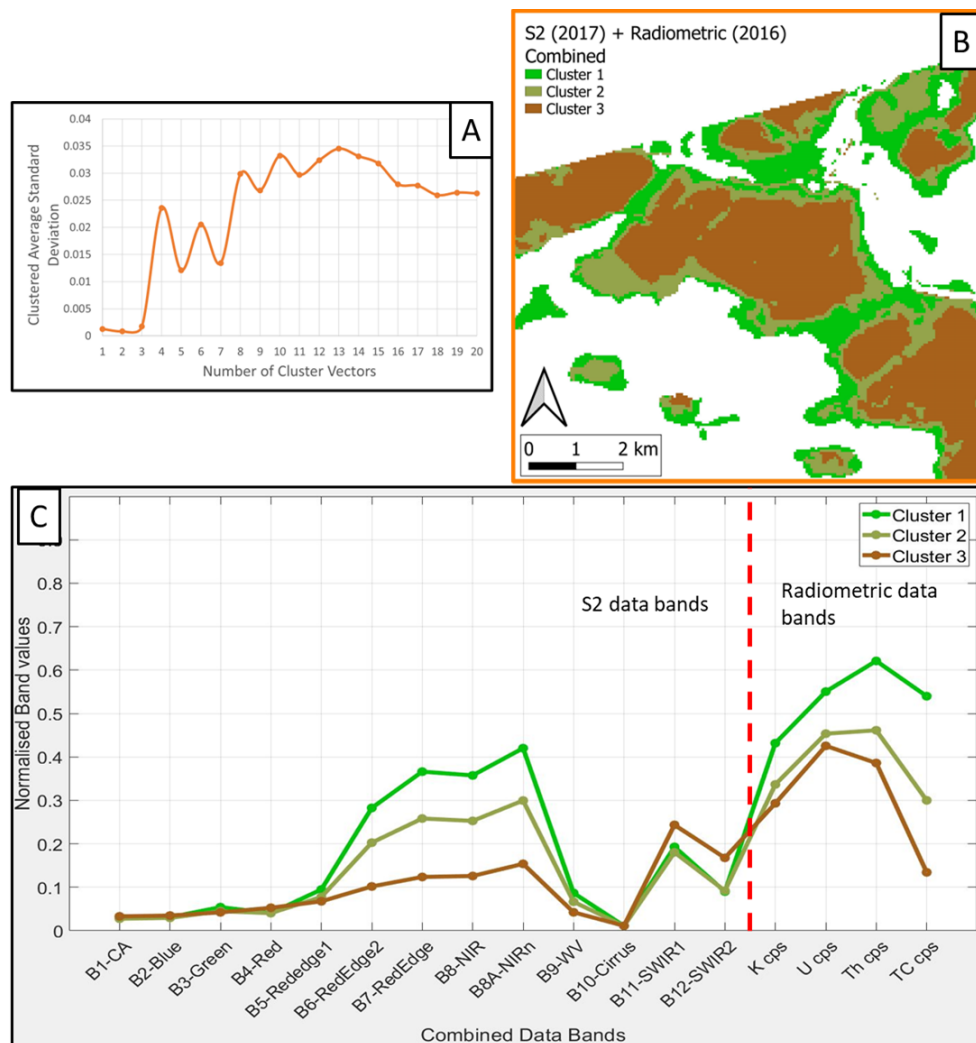 A
0.04
0.035
0.03
0.025
0.02
0.015
0.01
0.005
0
Clustered Average Standard
Deviation
1 2 3 4 5 6 7 8 9 10 11 12 13 14 15 16 17 18 19 20
Number of Cluster Vectors
B
S2 (2017) + Radiometric (2016)
Combined
Cluster 1
Cluster 2
Cluster 3
0 1 2 km
C
Cluster 1
Cluster 2
Cluster 3
S2 data bands
Radiometric data
bands
0.8
0.7
0.6
0.5
0.4
0.3
0.2
0.1
0
Normalised Band values
B1-CA
B2-Blue
B3-Green
B4-Red
B5-Rededge1
B6-RedEdge2
B7-RedEdge
B8-NIR
B8A-NIRn
B9-WV
B10-Cirrus
B11-SWIR1
B12-SWIR2
K cps
U cps
Th cps
TC cps
Combined Data Bands